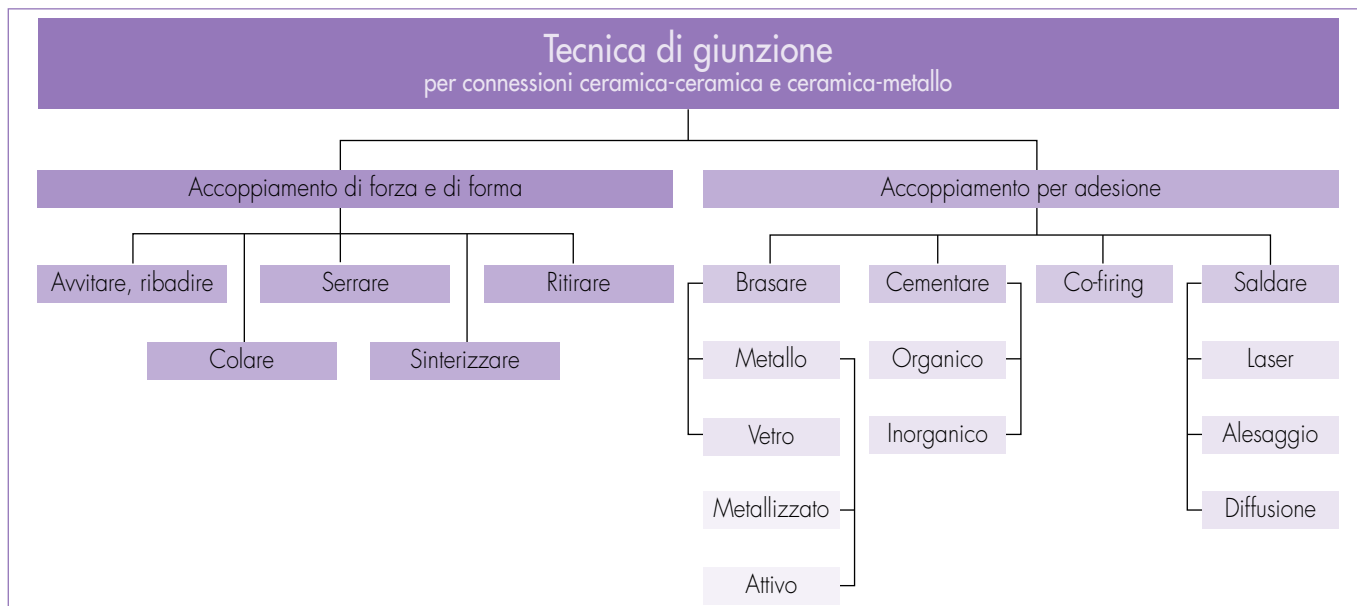 Tecnica di giunzione
per connessioni ceramica-ceramica e ceramica-metallo
Accoppiamento di forza e di forma
Accoppiamento per adesione
Avvitare, ribadire
Serrare
Ritirare
Brasare
Cementare
Co-firing
Saldare
Colare
Sinterizzare
Metallo
Organico
Laser
Vetro
Inorganico
Alesaggio
Metallizzato
Diffusione
Attivo